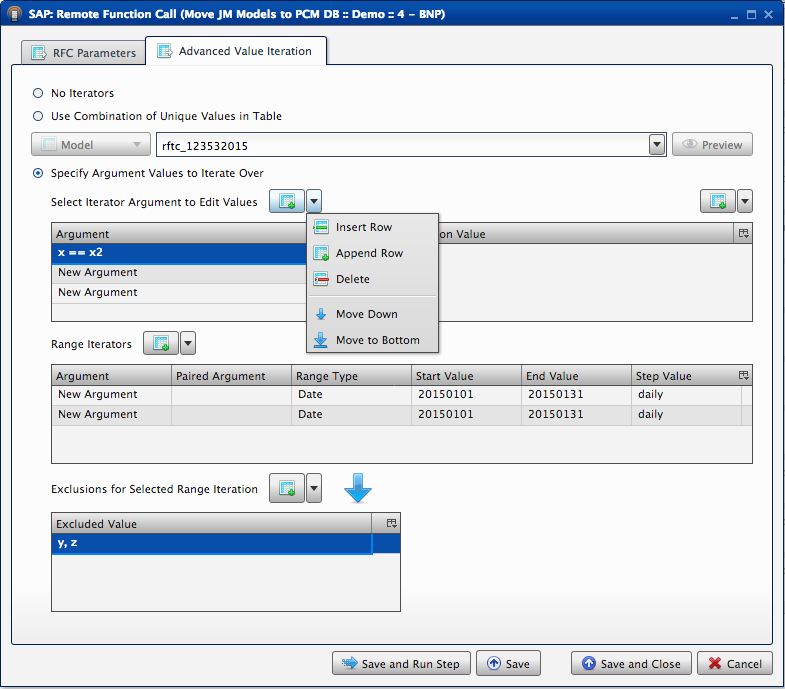 SAP: Remote Function Call (Move JM Models to PCM DB :: Demo :: 4 - BNP)
RFC Parameters Advanced Value Iteration
No Iterators
Use Combination of Unique Values in Table
Model rftc_123532015 Preview
Specify Argument Values to Iterate Over
Select Iterator Argument to Edit Values
Argument on Value
x == x2
New Argument
New Argument
Insert Row
Append Row
Delete
Move Down
Move to Bottom
Range Iterators
Argument Paired Argument Range Type Start Value End Value Step Value
New Argument Date 20150101 20150131 daily
New Argument Date 20150101 20150131 daily
Exclusions for Selected Range Iteration
Excluded Value
y, z
Save and Run Step Save Save and Close Cancel